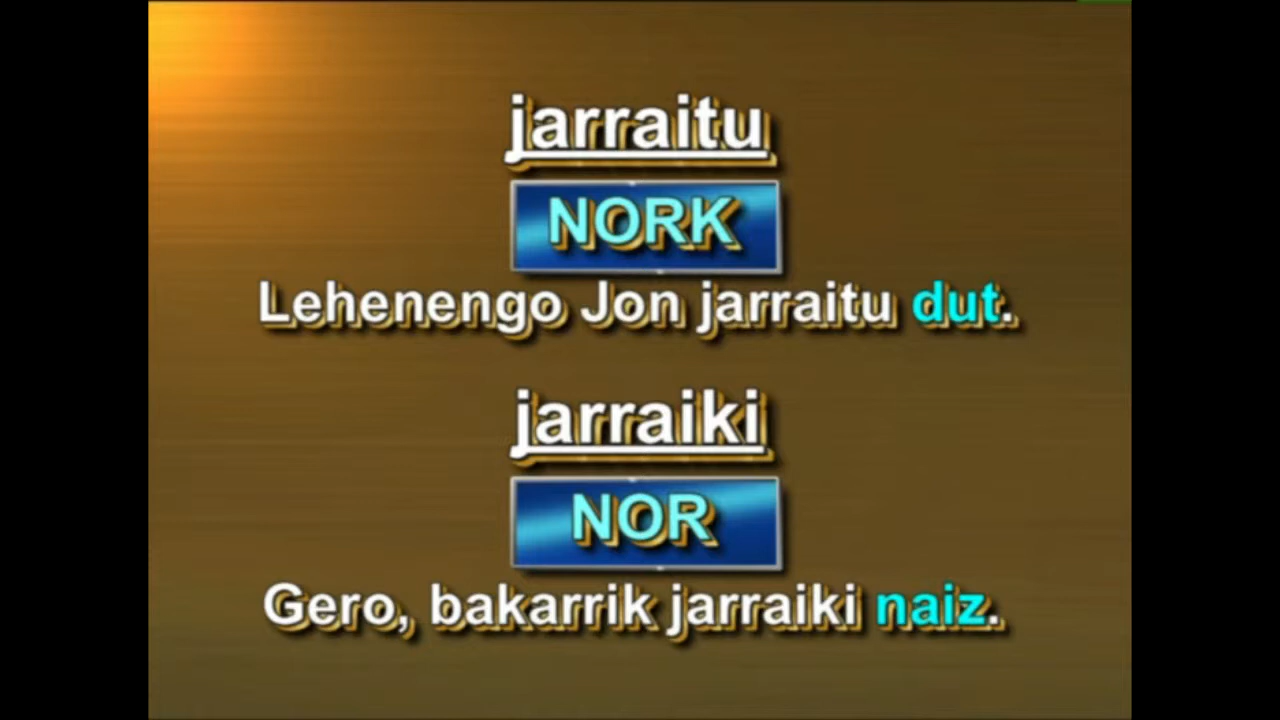 jarraitu
NORK
Lehenengo Jon jarraitu dut.
jarraiki
NOR
Gero, bakarrik jarraiki naiz.